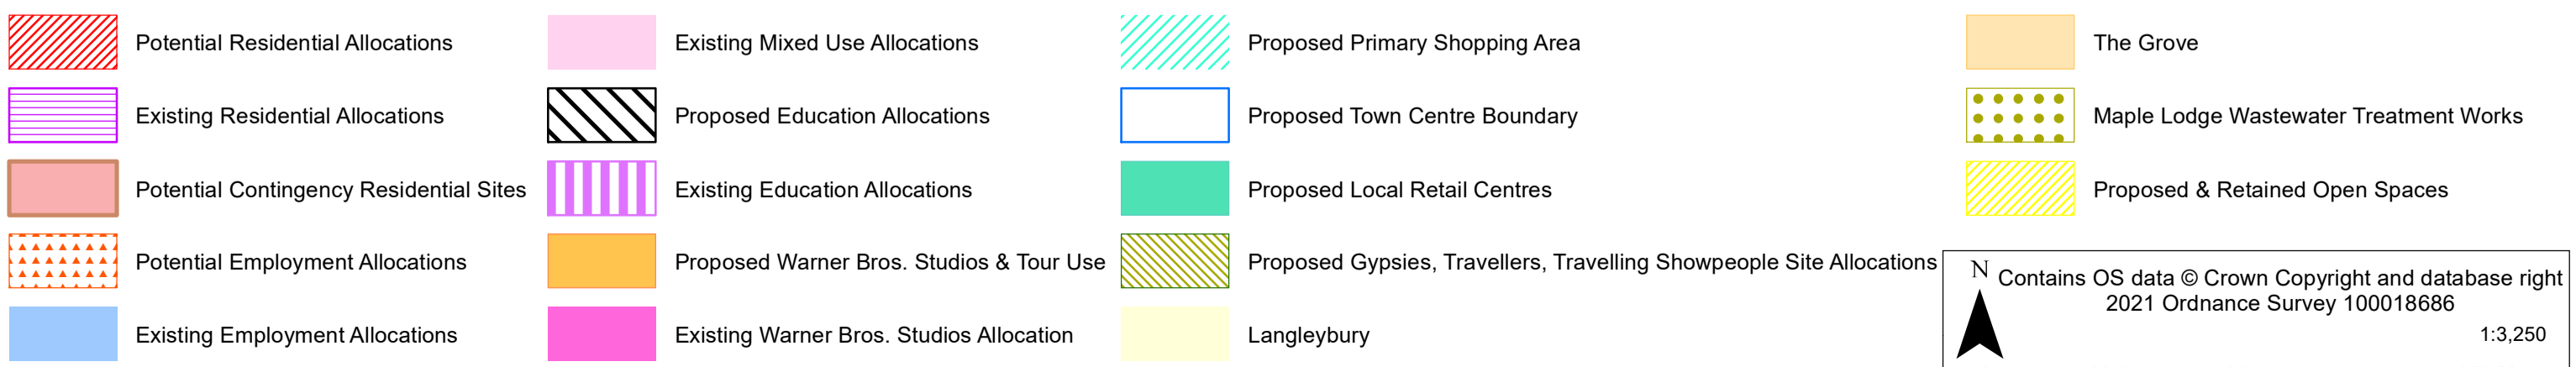 Potential Residential Allocations
Existing Residential Allocations
Potential Contingency Residential Sites
Potential Employment Allocations
Existing Employment Allocations
Existing Mixed Use Allocations
Proposed Education Allocations
Existing Education Allocations
Proposed Warner Bros. Studios & Tour Use
Existing Warner Bros. Studios Allocation
Proposed Primary Shopping Area
Proposed Town Centre Boundary
Proposed Local Retail Centres
Proposed Gypsies, Travellers, Travelling Showpeople Site Allocations
Langleybury
The Grove
Maple Lodge Wastewater Treatment Works
Proposed & Retained Open Spaces
N
Contains OS data © Crown Copyright and database right
2021 Ordnance Survey 100018686
1:3,250